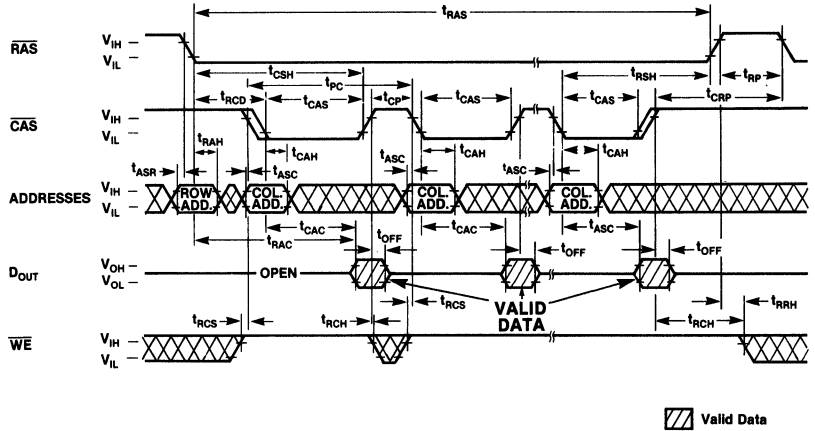 tRAS
RAS
VIH
VIL
tCSH
tPC
tRSH
tRP
tRCD
tCAS
tCP
tCAS
tCAS
tCRP
CAS
VIH
VIL
tRAH
tCAH
tCAH
tCAH
tASR
tASC
tASC
tASC
ADDRESSES
VIH
VIL
ROW
ADD.
COL.
ADD.
COL.
ADD.
COL.
ADD.
tCAC
tOFF
tCAC
tOFF
tASC
tOFF
tRAC
DOUT
VOH
VOL
OPEN
VALID
DATA
tRCS
tRRH
tRCS
tRCH
tRCH
WE
VIH
VIL
Valid Data